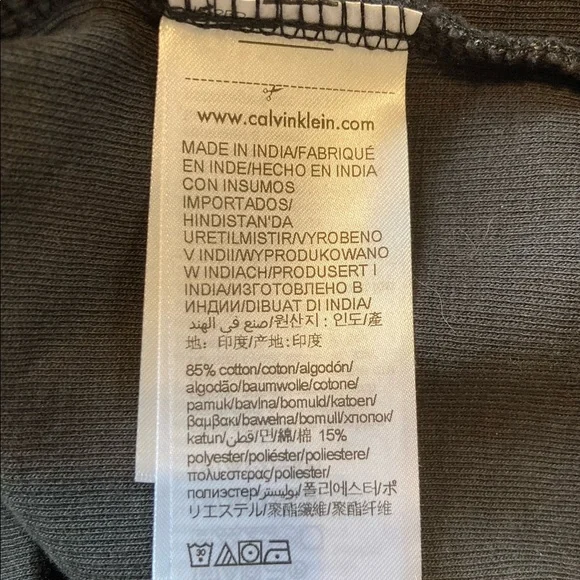 www.calvinklein.com
MADE IN INDIA/FABRIQUÉ
EN INDE/HECHO EN INDIA
CON INSUMOS
IMPORTADOS/
HINDISTAN'DA
URETILMISTIR/VYROBENO
V INDII/WYPRODUKOWANO
W INDIACH/PRODUSERT I
INDIA/ИЗГОТОВЛЕНО В
ИНДИИ/DIBUAT DI INDIA/
صنع في الهند/원산지 : 인도/產
地：印度/产地:印度
85% cotton/coton/algodón/
algodão/baumwolle/cotone/
pamuk/bavlna/bomuld/katoen/
βαμβακι/bawełna/bomull/хлопок/
katun/قطن/면/綿/棉 15%
polyester/poliéster/poliestere/
πολυεστερας/poliester/
полиэстер/بوليستر/폴리에스터/ポ
リエステル/聚酯纖維/聚酯纤维
30